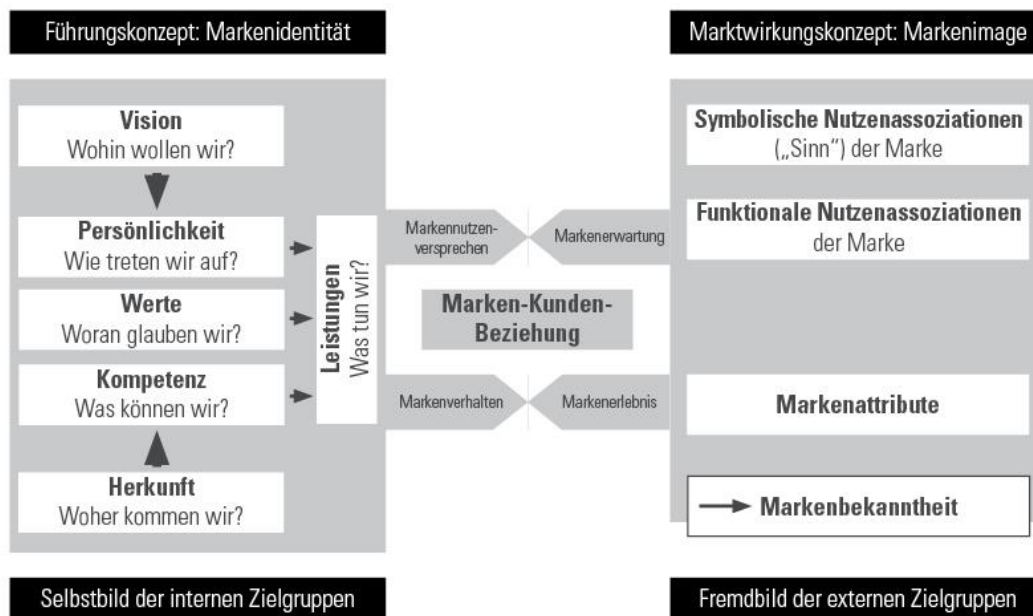 Führungskonzept: Markenidentität
Vision
Wohin wollen wir?
Persönlichkeit
Wie treten wir auf?
Werte
Woran glauben wir?
Kompetenz
Was können wir?
Herkunft
Woher kommen wir?
Leistungen
Was tun wir?
Selbstbild der internen Zielgruppen
Markennutzen-
versprechen
Markenerwartung
Marken-Kunden-
Beziehung
Markenverhalten
Markenerlebnis
Marktwirkungskonzept: Markenimage
Symbolische Nutzenassoziationen
(„Sinn“) der Marke
Funktionale Nutzenassoziationen
der Marke
Markenattribute
Markenbekanntheit
Fremdbild der externen Zielgruppen